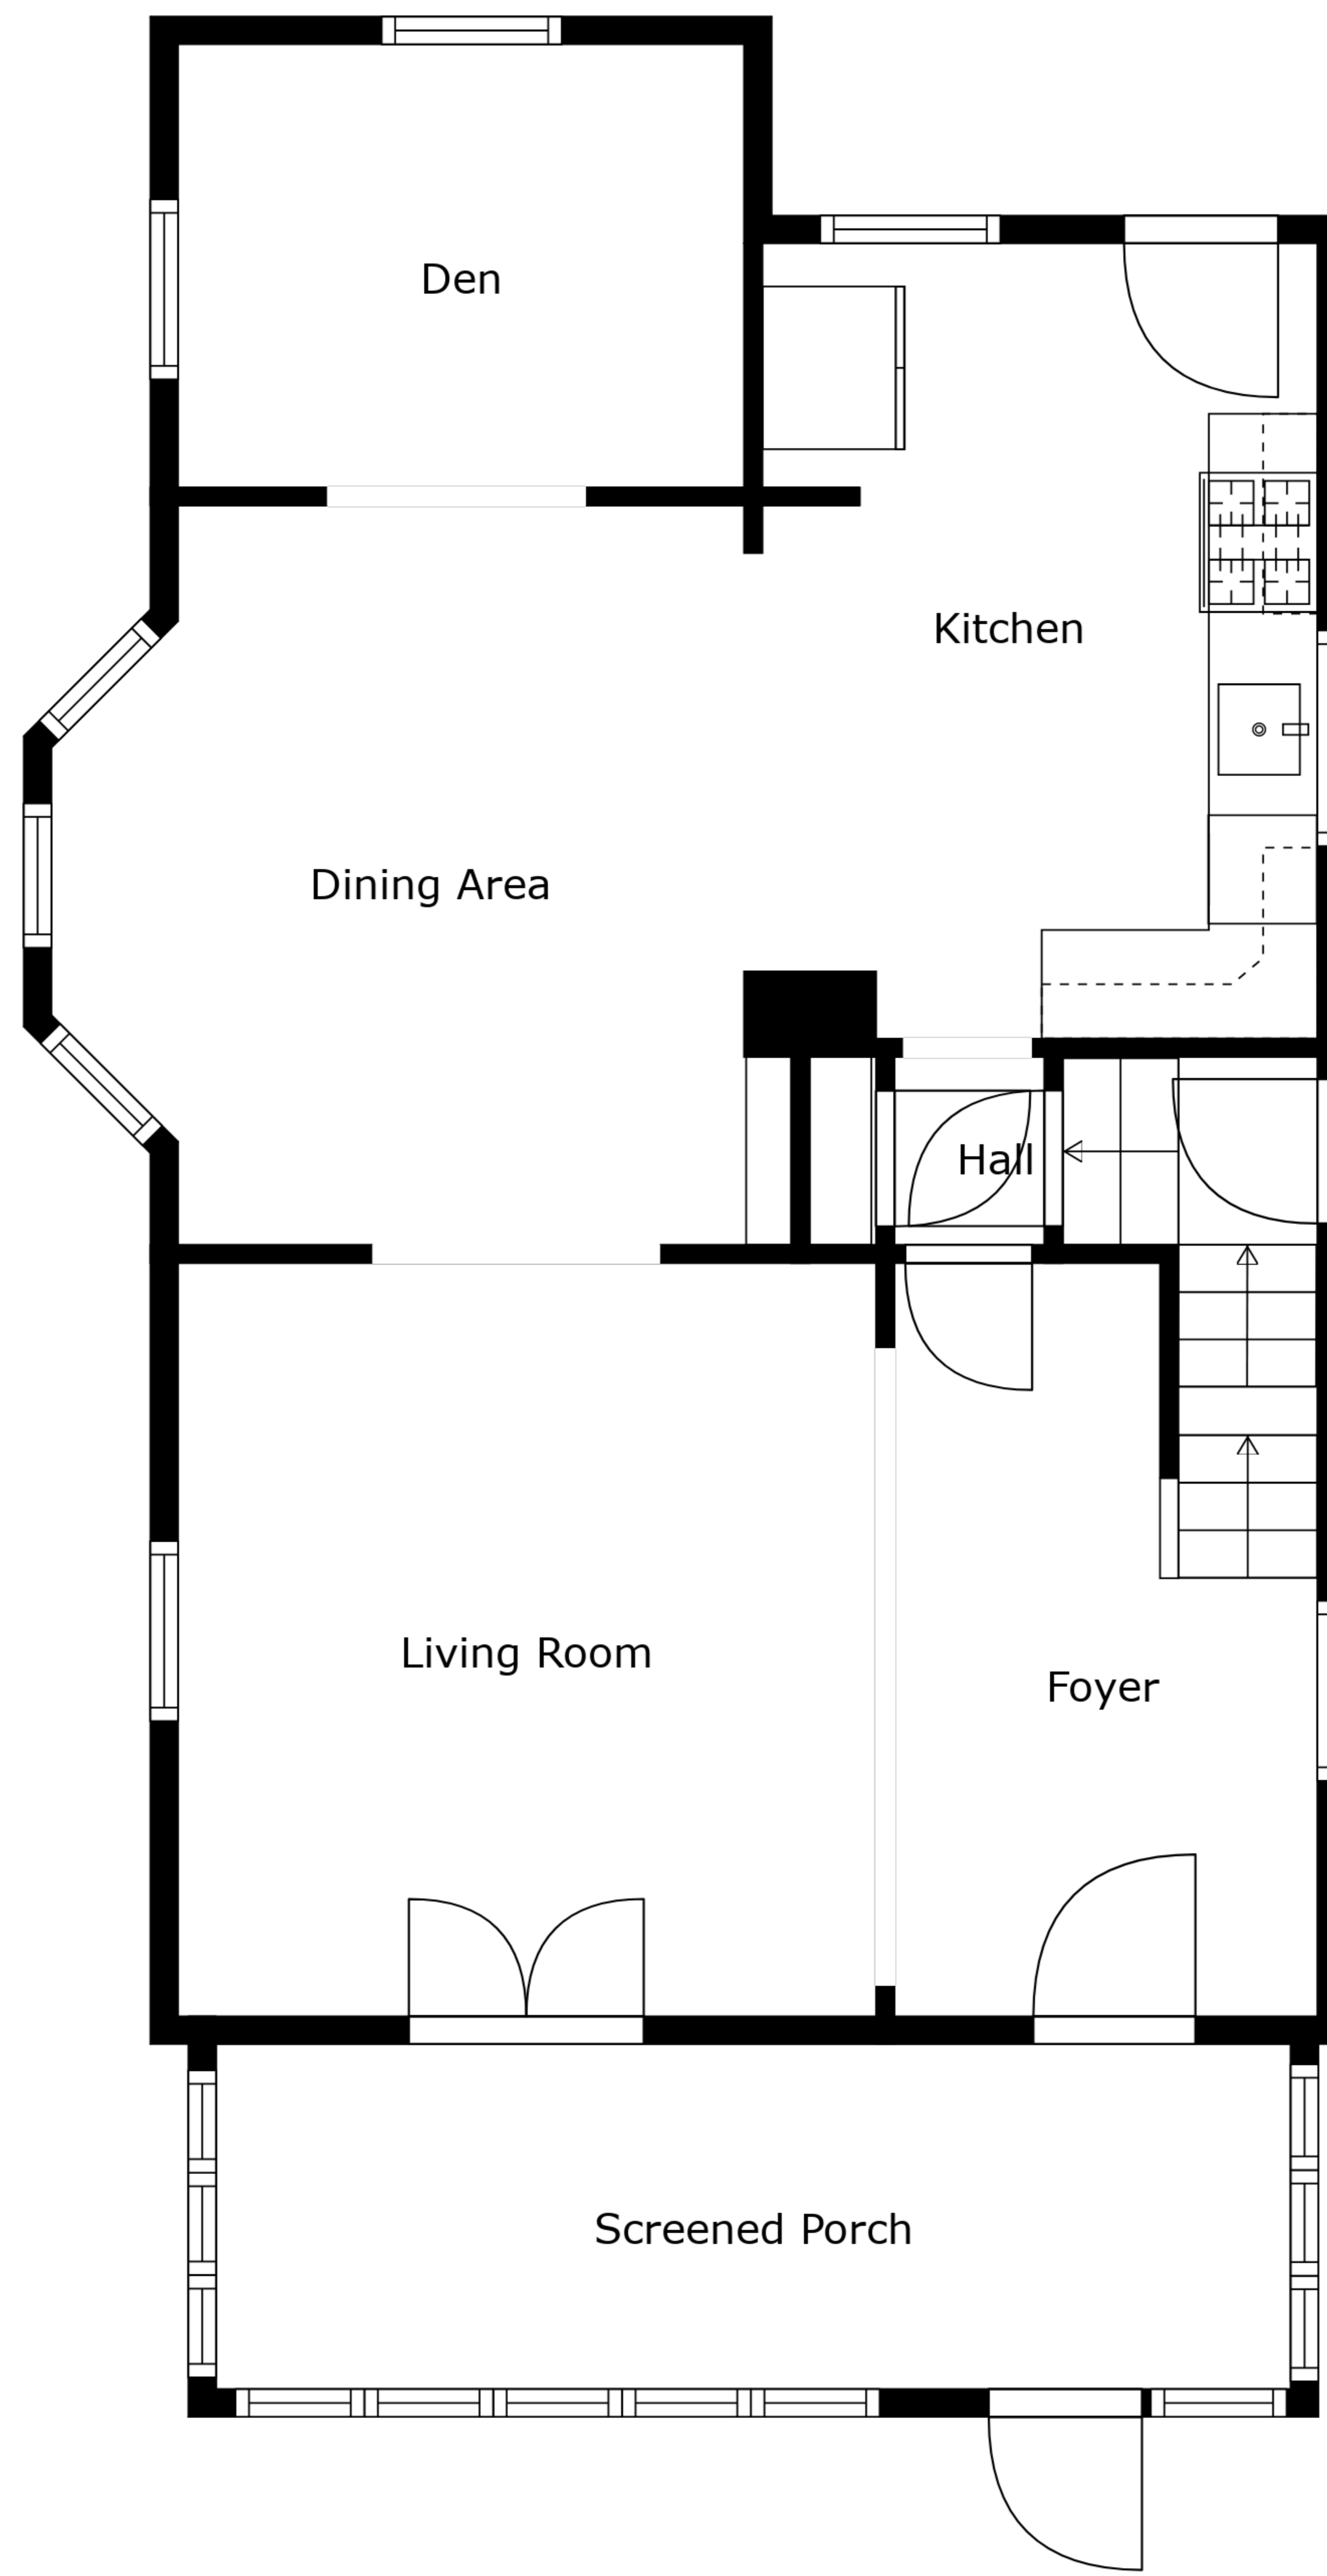 Den
Kitchen
Dining Area
Hall
Living Room
Foyer
Screened Porch